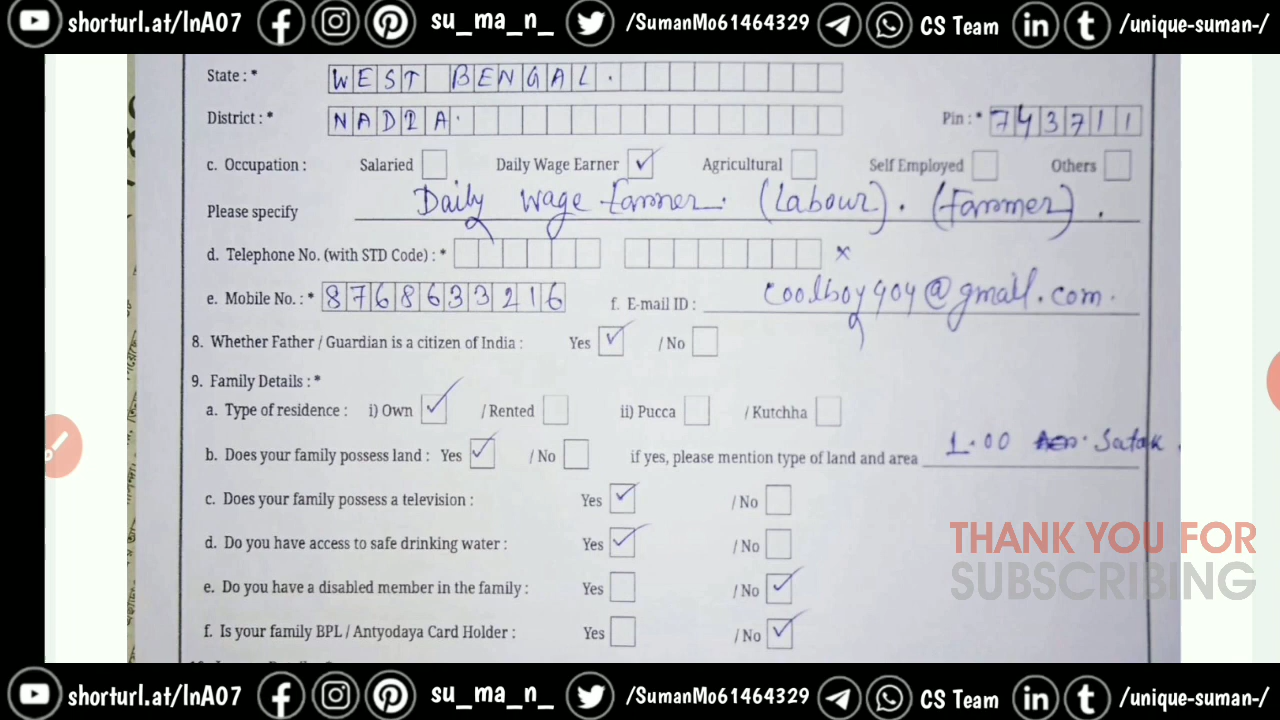 shorturl.at/lnA07 su_ma_n_ /SumanMo61464329 CS Team /unique-suman-/
State : * WEST BENGAL.
District : * NADIA. Pin : * 743711
c. Occupation : Salaried Daily Wage Earner ✓ Agricultural Self Employed Others
Please specify Daily Wage Farmer. (Labour). (Farmer).
d. Telephone No. (with STD Code) : * x
e. Mobile No. : * 8768633216 f. E-mail ID : coolboy404@gmail.com.
8. Whether Father / Guardian is a citizen of India : Yes ✓ / No
9. Family Details : *
a. Type of residence : i) Own ✓ / Rented ii) Pucca / Kutchha
b. Does your family possess land : Yes ✓ / No if yes, please mention type of land and area 1.00 Satak.
c. Does your family possess a television : Yes ✓ / No
d. Do you have access to safe drinking water : Yes ✓ / No
THANK YOU FOR
SUBSCRIBING
e. Do you have a disabled member in the family : Yes / No ✓
f. Is your family BPL / Antyodaya Card Holder : Yes / No ✓
shorturl.at/lnA07 su_ma_n_ /SumanMo61464329 CS Team /unique-suman-/